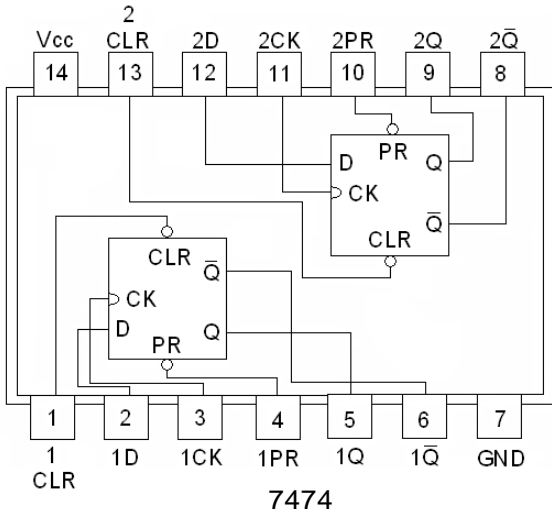 2
Vcc CLR 2D 2CK 2PR 2Q 2Q̅
14 13 12 11 10 9 8
PR
D Q
CK
Q̅
CLR
CLR Q̅
CK
D Q
PR
1 2 3 4 5 6 7
1 1D 1CK 1PR 1Q 1Q̅ GND
CLR
7474